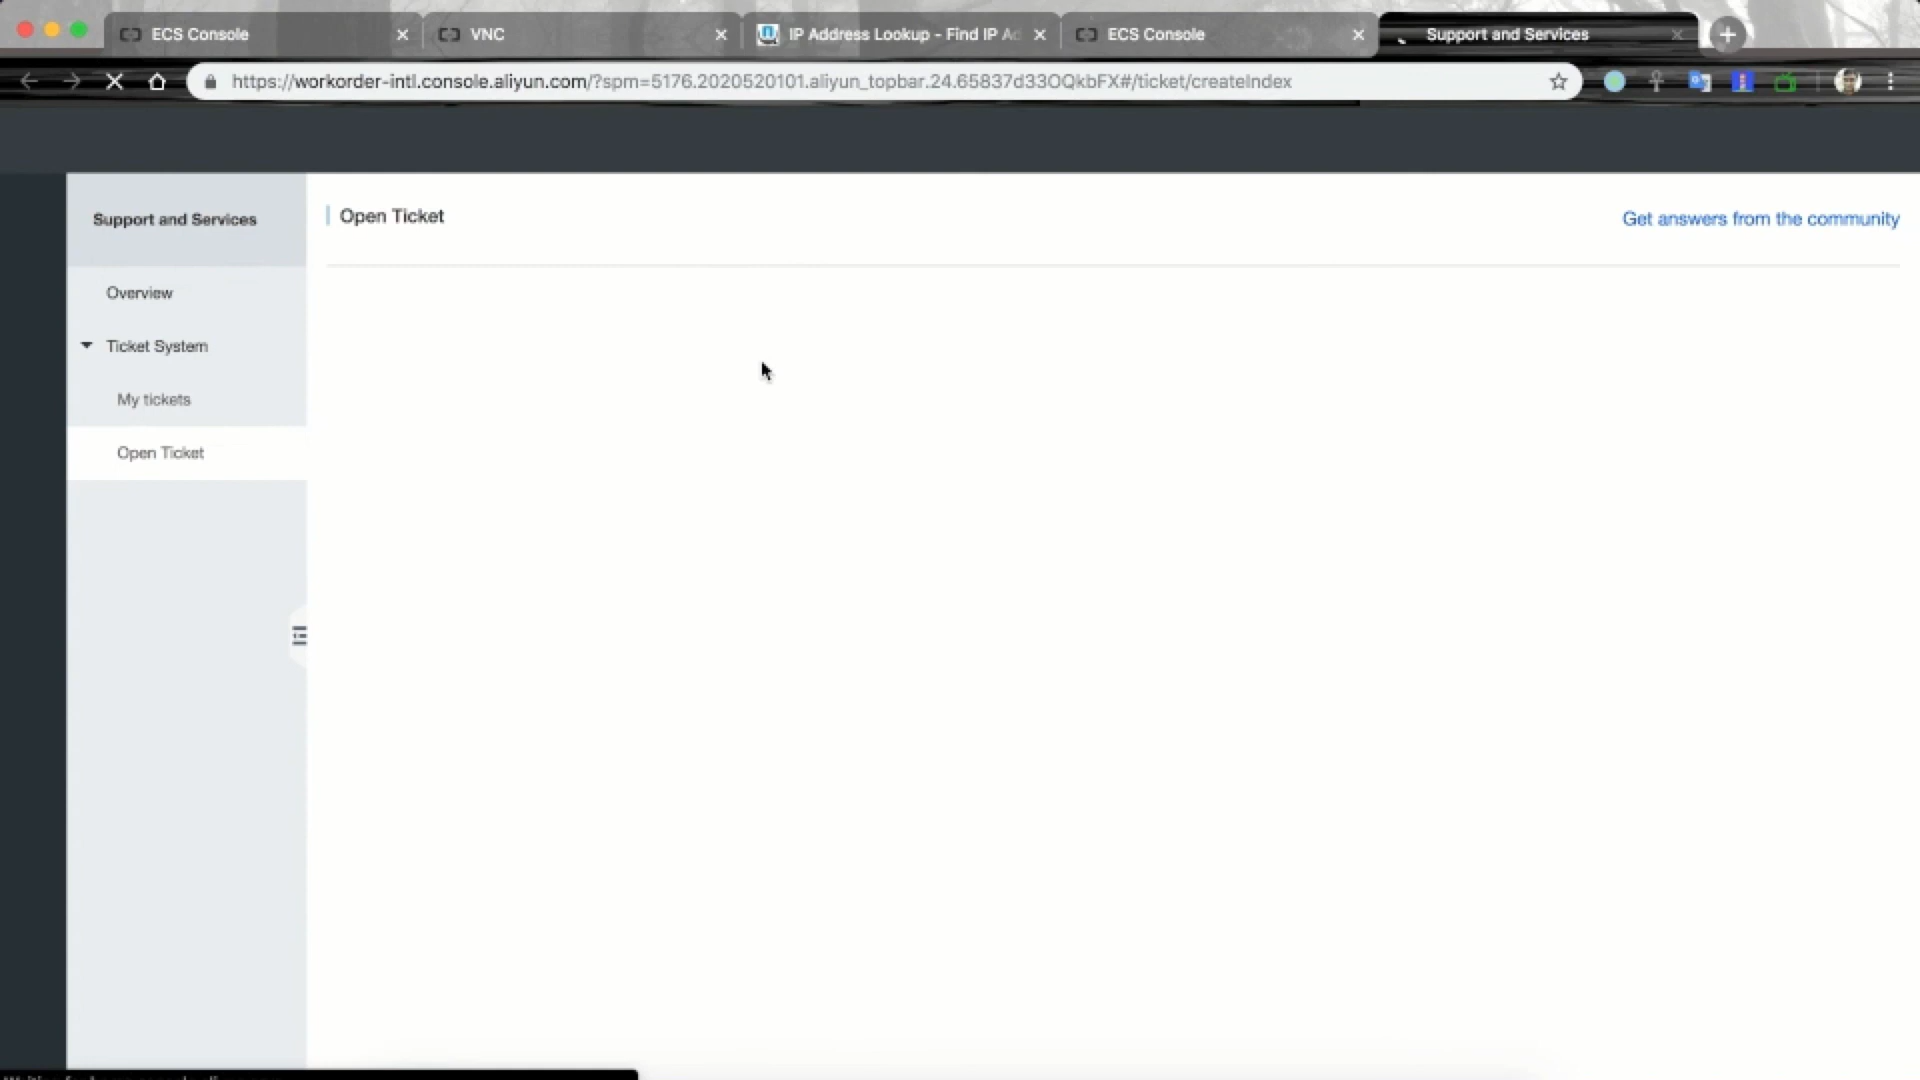 ECS Console
VNC
IP Address Lookup - Find IP Ad
ECS Console
Support and Services
https://workorder-intl.console.aliyun.com/?spm=5176.2020520101.aliyun_topbar.24.65837d33OQkbFX#/ticket/createIndex
Support and Services
Open Ticket
Get answers from the community
Overview
Ticket System
My tickets
Open Ticket